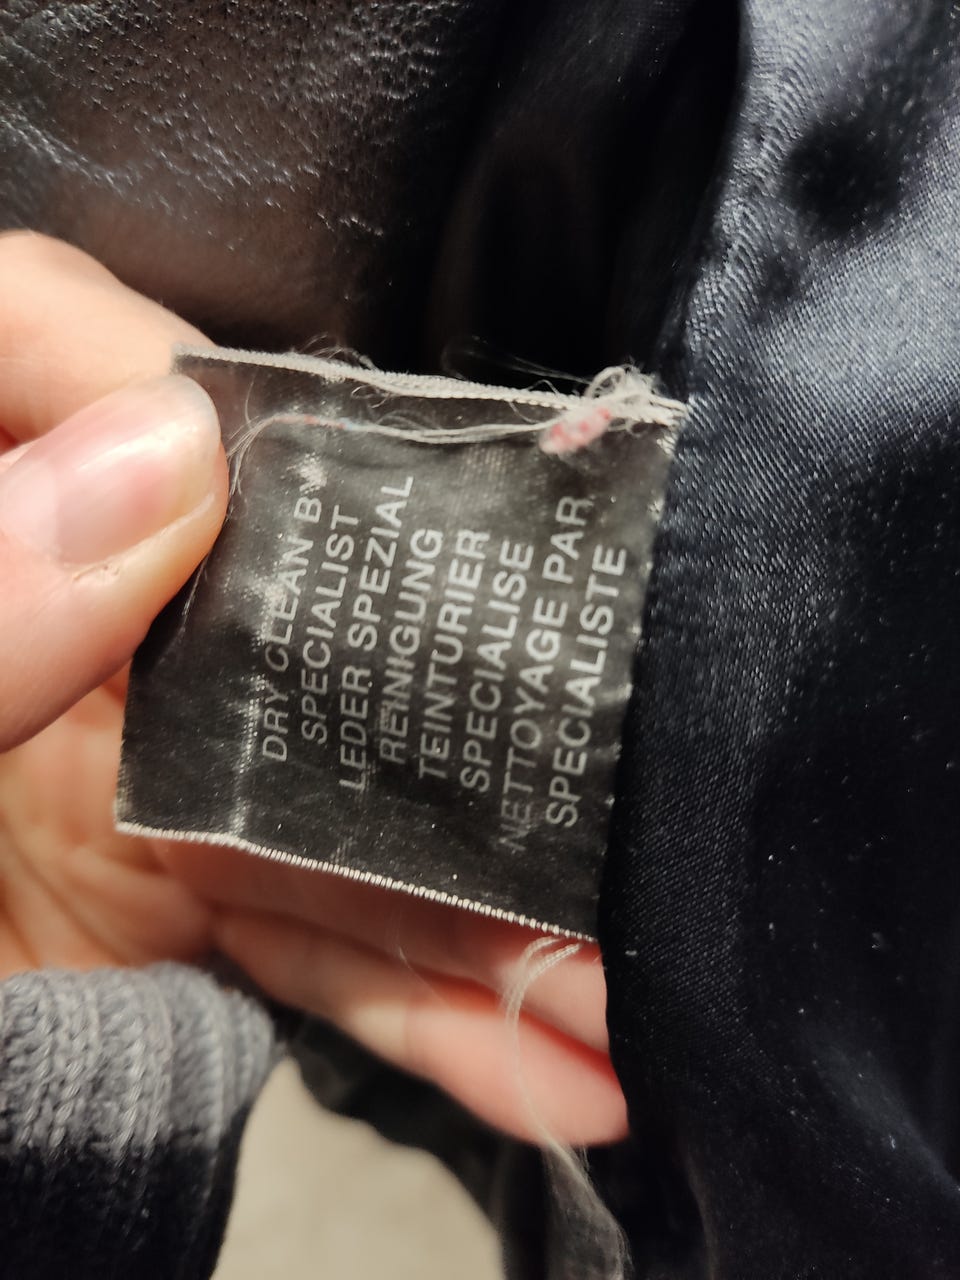 DRY CLEAN BY
SPECIALIST
LEDER SPEZIAL
REINIGUNG
TEINTURIER
SPECIALISE
NETTOYAGE PAR
SPECIALISTE